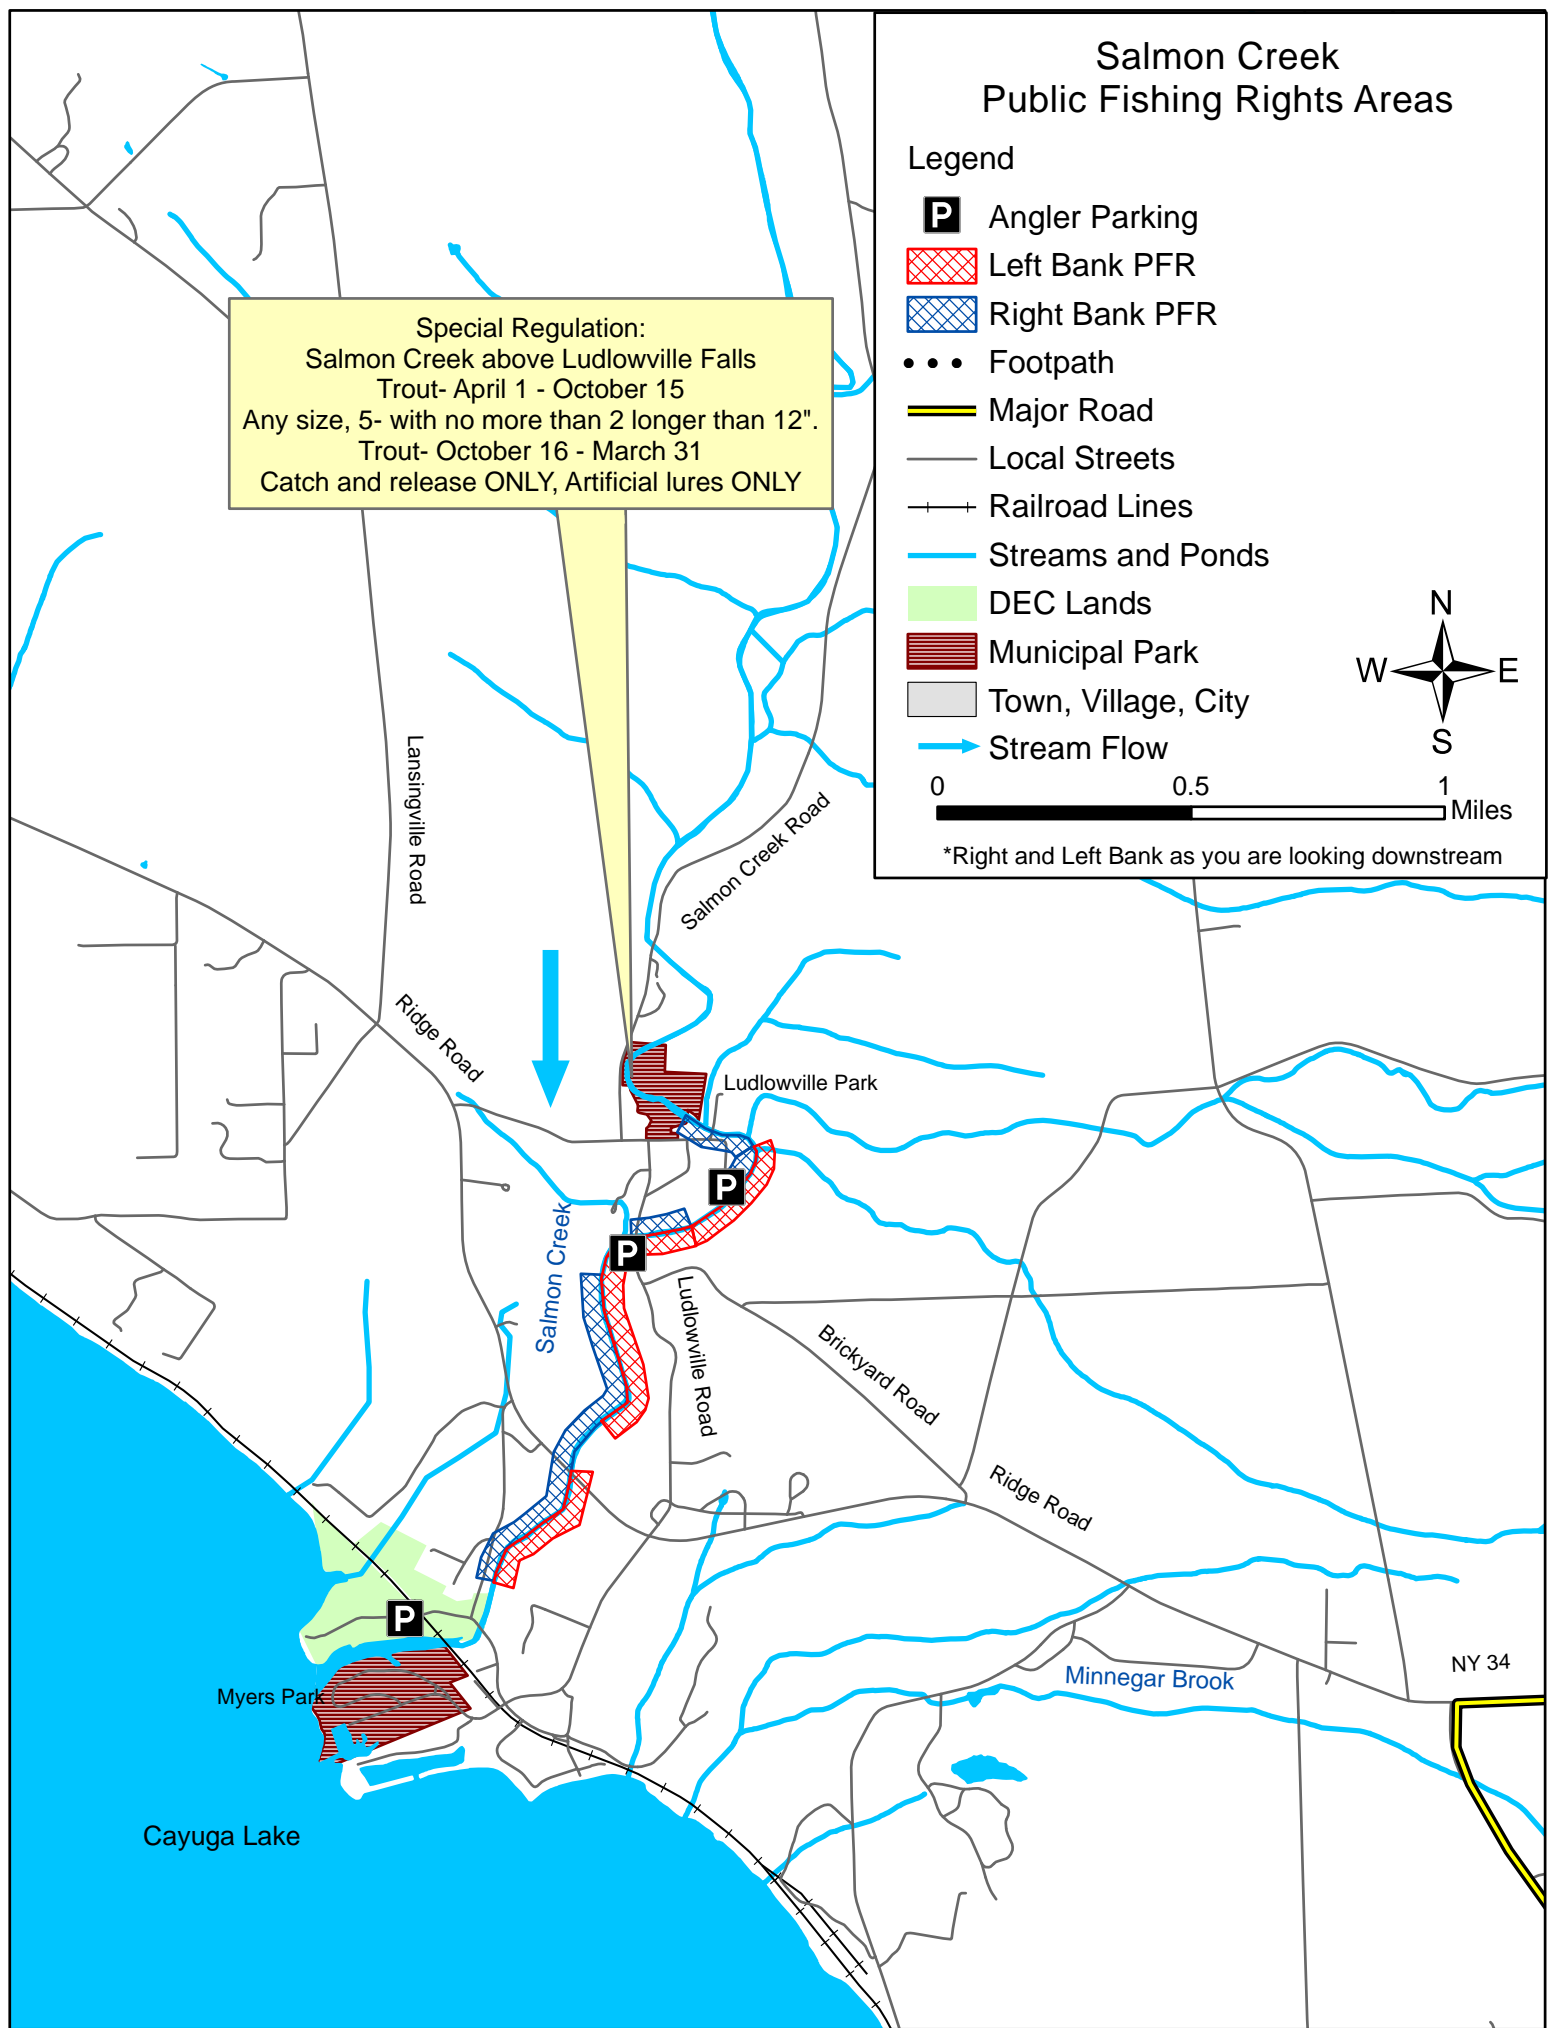 Salmon Creek
Public Fishing Rights Areas
Legend
P Angler Parking
Left Bank PFR
Right Bank PFR
Footpath
Major Road
Local Streets
Railroad Lines
Streams and Ponds
DEC Lands
Municipal Park
Town, Village, City
Stream Flow
N
W E
S
0 0.5 1
Miles
*Right and Left Bank as you are looking downstream
Special Regulation:
Salmon Creek above Ludlowville Falls
Trout- April 1 - October 15
Any size, 5- with no more than 2 longer than 12".
Trout- October 16 - March 31
Catch and release ONLY, Artificial lures ONLY
Lansingville Road
Salmon Creek Road
Ridge Road
Ludlowville Park
P
Salmon Creek
P
Ludlowville Road
Brickyard Road
Ridge Road
P
Myers Park
Minnegar Brook
NY 34
Cayuga Lake